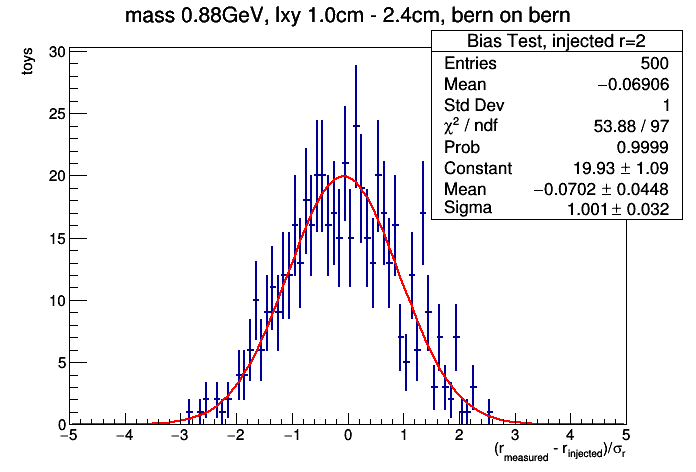 mass 0.88GeV, lxy 1.0cm - 2.4cm, bern on bern
Bias Test, injected r=2
Entries 500
Mean −0.06906
Std Dev 1
χ² / ndf 53.88 / 97
Prob 0.9999
Constant 19.93 ± 1.09
Mean −0.0702 ± 0.0448
Sigma 1.001 ± 0.032
toys
30
25
20
15
10
5
0
−5 −4 −3 −2 −1 0 1 2 3 4 5
(r_measured - r_injected)/σ_r